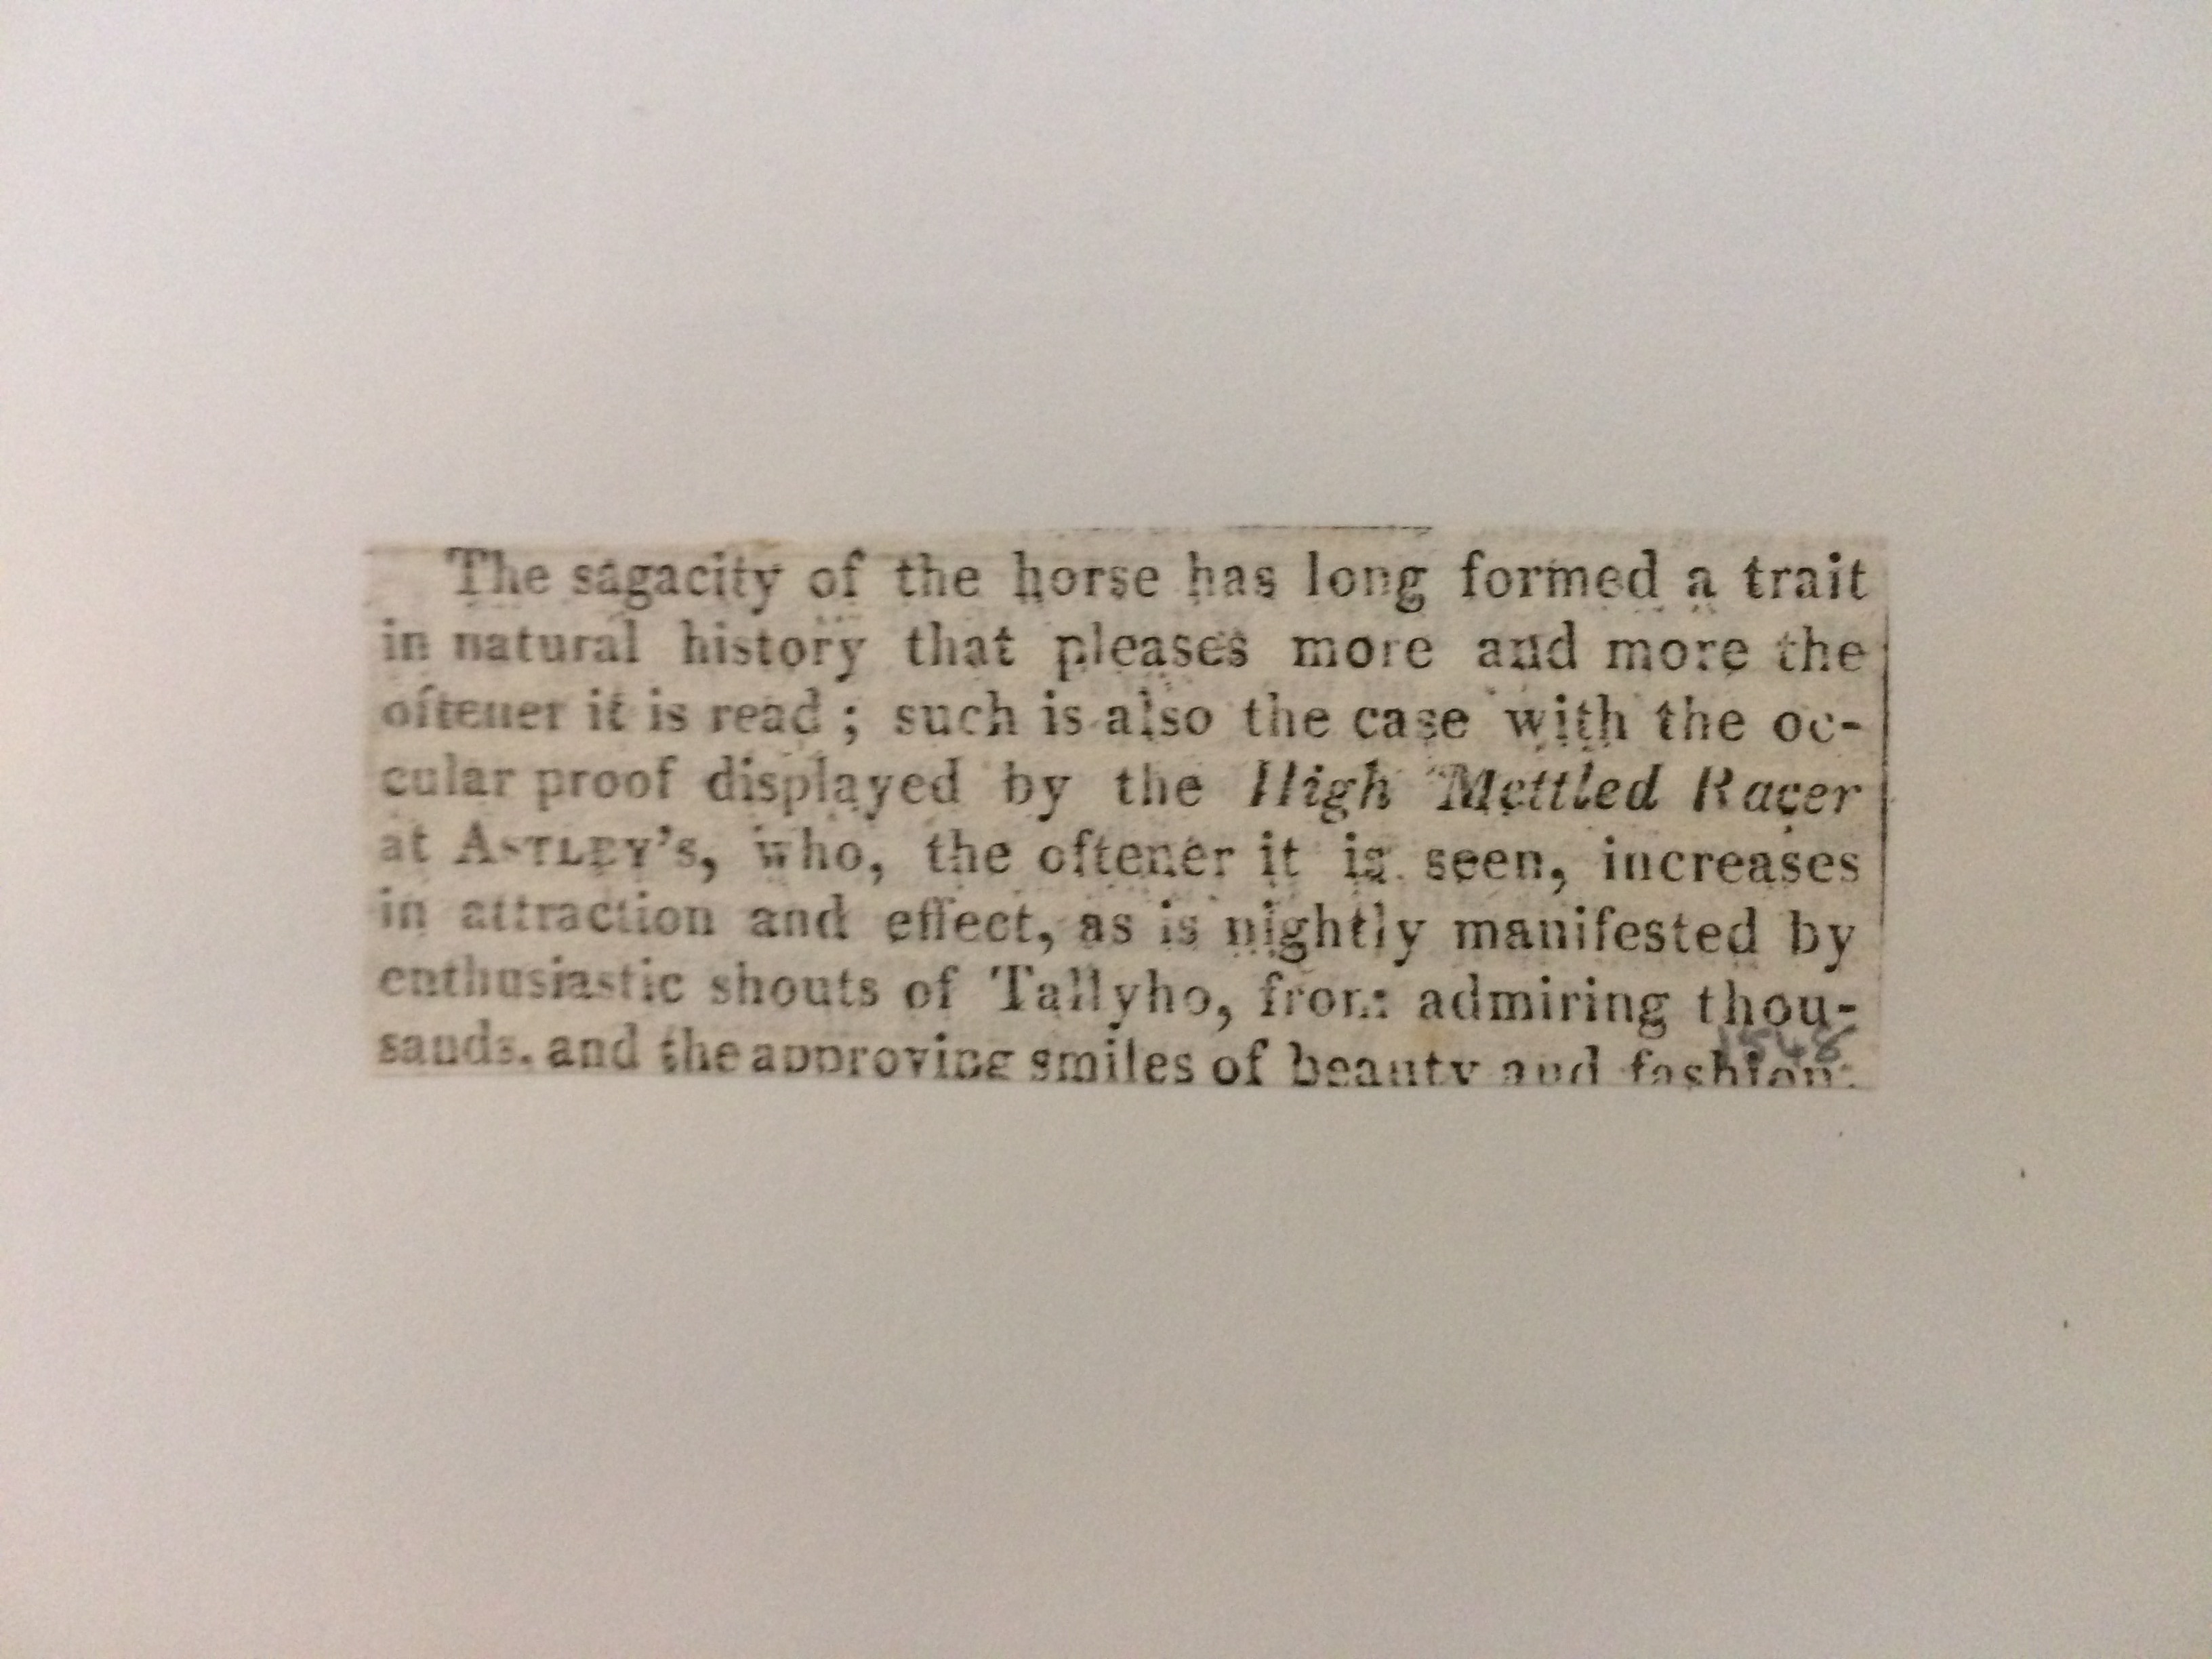 The sagacity of the horse has long formed a trait
in natural history that pleases more and more the
oftener it is read ; such is also the case with the oc-
cular proof displayed by the High Mettled Racer
at ASTLEY's, who, the oftener it is seen, increases
in attraction and effect, as is nightly manifested by
enthusiastic shouts of Tallyho, from admiring thou-
sands, and the approving smiles of beauty and fashion.